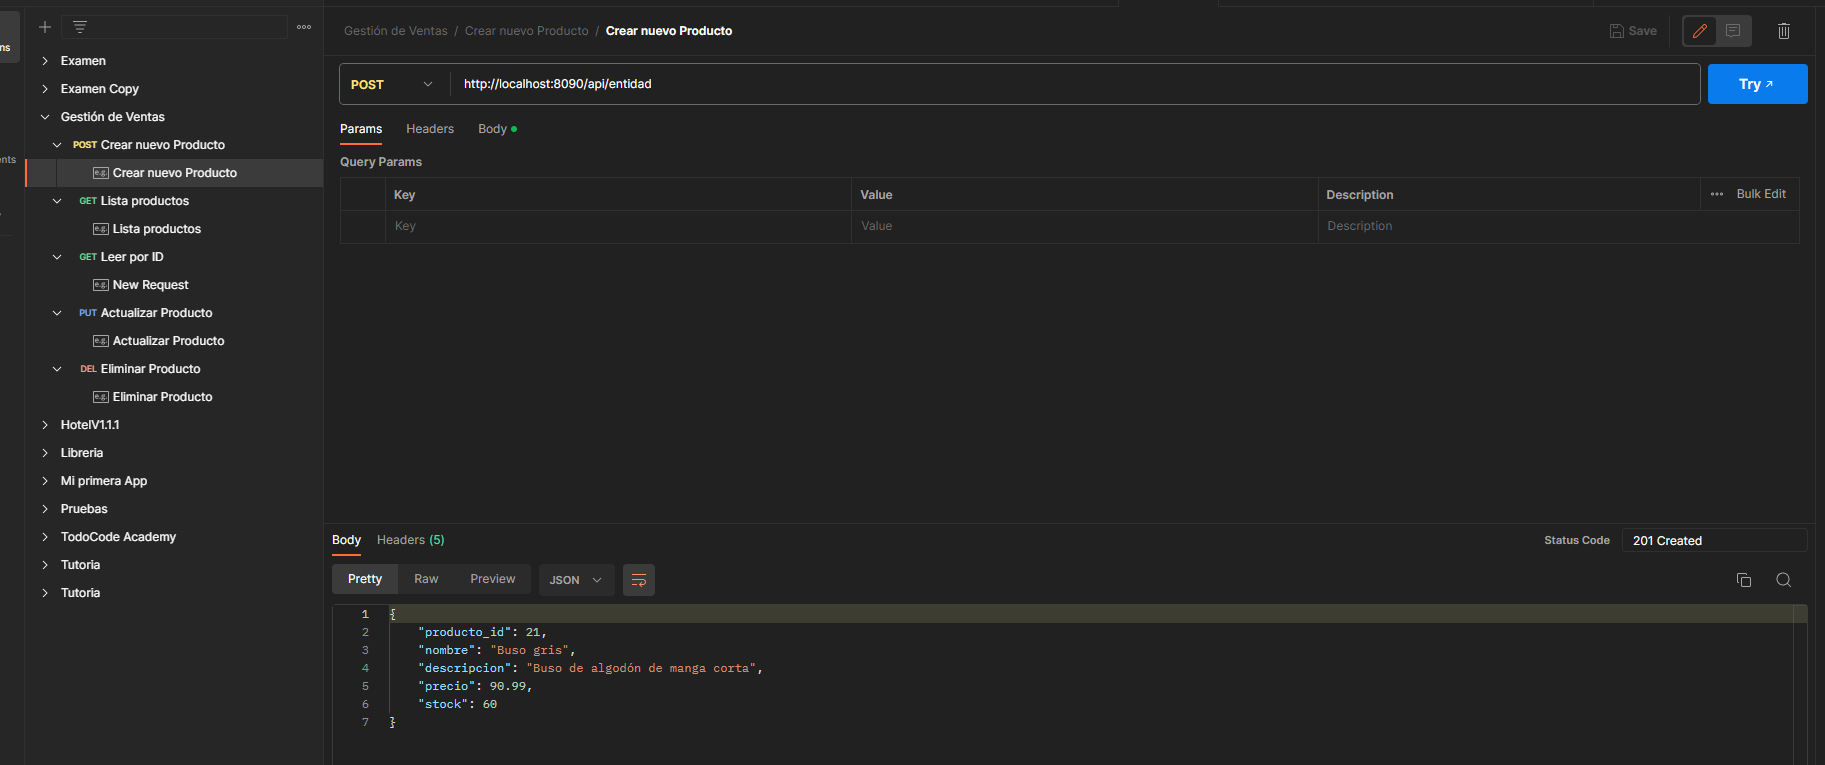 ns
ents
Examen
Examen Copy
Gestión de Ventas
POST Crear nuevo Producto
e.g. Crear nuevo Producto
GET Lista productos
e.g. Lista productos
GET Leer por ID
e.g. New Request
PUT Actualizar Producto
e.g. Actualizar Producto
DEL Eliminar Producto
e.g. Eliminar Producto
HotelV1.1.1
Libreria
Mi primera App
Pruebas
TodoCode Academy
Tutoria
Tutoria
Gestión de Ventas / Crear nuevo Producto / Crear nuevo Producto
Save
POST http://localhost:8090/api/entidad
Try
Params Headers Body
Query Params
Key Value Description Bulk Edit
Key Value Description
Body Headers (5) Status Code 201 Created
Pretty Raw Preview JSON
1 {
2 "producto_id": 21,
3 "nombre": "Buso gris",
4 "descripcion": "Buso de algodón de manga corta",
5 "precio": 90.99,
6 "stock": 60
7 }